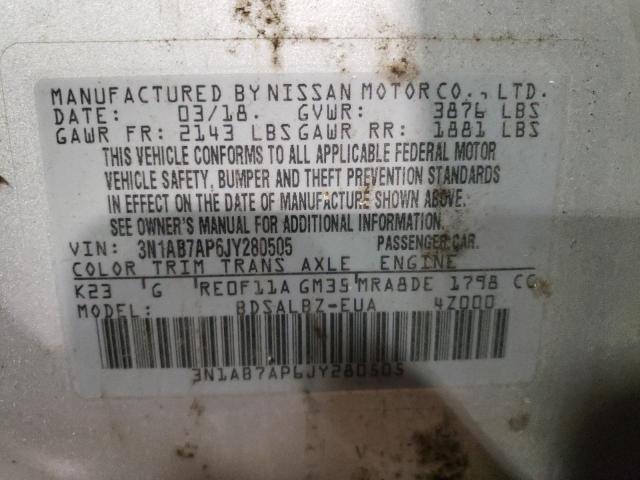 MANUFACTURED BY NISSAN MOTOR CO., LTD.
DATE: 03/18. GVWR: 3876 LBS
GAWR FR: 2143 LBS GAWR RR: 1881 LBS
THIS VEHICLE CONFORMS TO ALL APPLICABLE FEDERAL MOTOR
VEHICLE SAFETY, BUMPER AND THEFT PREVENTION STANDARDS
IN EFFECT ON THE DATE OF MANUFACTURE SHOWN ABOVE.
SEE OWNER'S MANUAL FOR ADDITIONAL INFORMATION.
VIN: 3N1AB7AP6JY280505 PASSENGER CAR.
COLOR TRIM TRANS AXLE ENGINE
K23 G RE0F11A GM35 MRA8DE 1798 CC
MODEL: BDSALBZ-EUA 4Z000
3N1AB7AP6JY280505